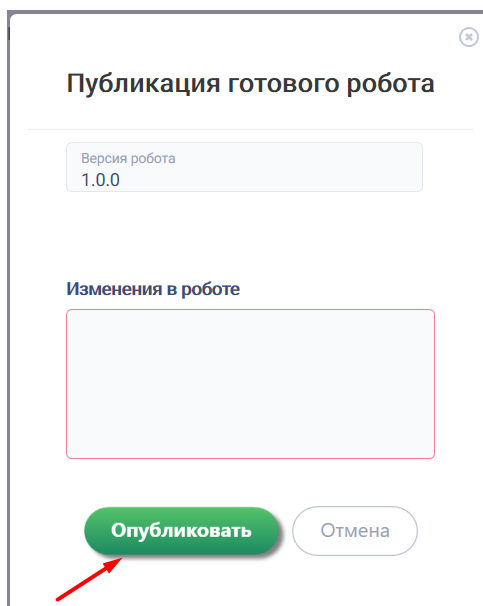 Публикация готового робота
Версия робота
1.0.0
Изменения в роботе
Опубликовать Отмена